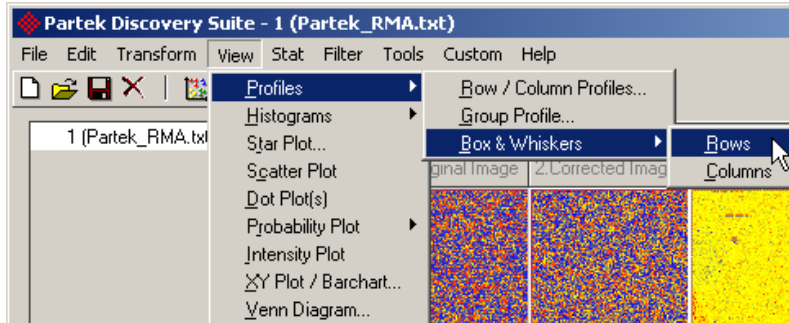 Partek Discovery Suite - 1 (Partek_RMA.txt)
File Edit Transform View Stat Filter Tools Custom Help
1 (Partek_RMA.txt
Profiles
Histograms
Star Plot...
Scatter Plot
Dot Plot(s)
Probability Plot
Intensity Plot
XY Plot / Barchart...
Venn Diagram...
Row / Column Profiles...
Group Profile...
Box & Whiskers
Rows
Columns
ginal Image 2.Corrected Imag